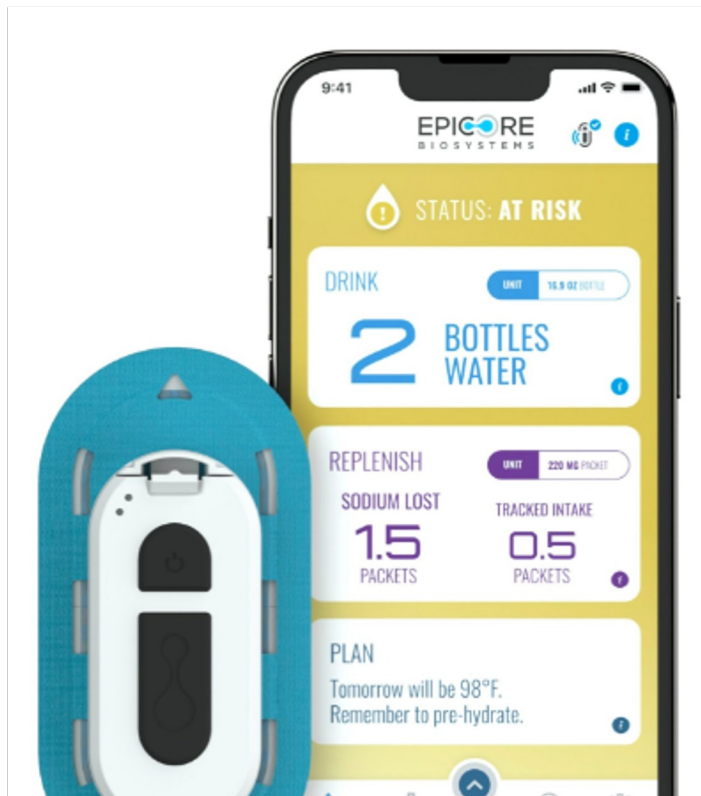 9:41
EPICORE
BIOSYSTEMS
STATUS: AT RISK
DRINK
UNIT 16.9 OZ BOTTLE
2 BOTTLES
WATER
REPLENISH
UNIT 220 MG PACKET
SODIUM LOST
1.5
PACKETS
TRACKED INTAKE
0.5
PACKETS
PLAN
Tomorrow will be 98°F.
Remember to pre-hydrate.